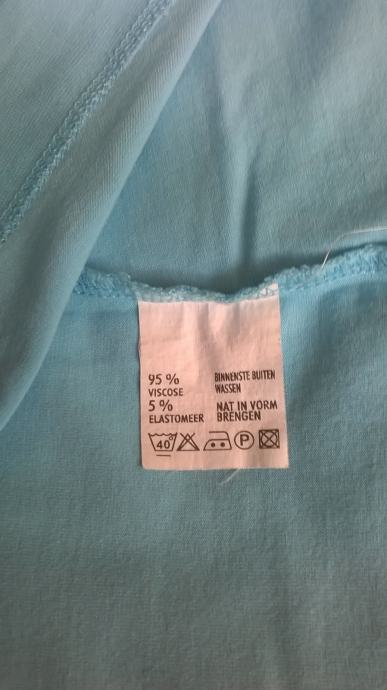 95 %
VISCOSE
5 %
ELASTOMEER
BINNENSTE BUITEN
WASSEN
NAT IN VORM
BRENGEN
40°
P